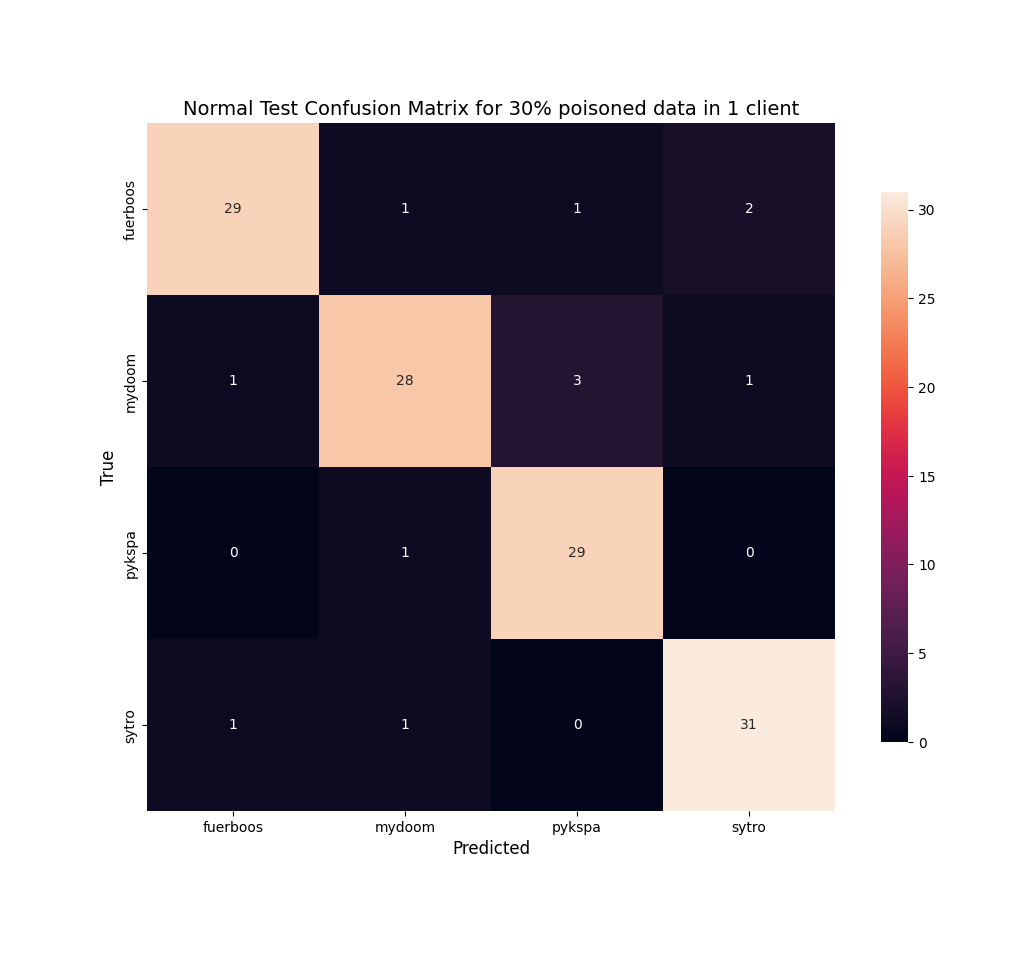 Normal Test Confusion Matrix for 30% poisoned data in 1 client
fuerboos
29 1 1 2
mydoom
1 28 3 1
pykspa
0 1 29 0
sytro
1 1 0 31
True
fuerboos mydoom pykspa sytro
Predicted
30
25
20
15
10
5
0